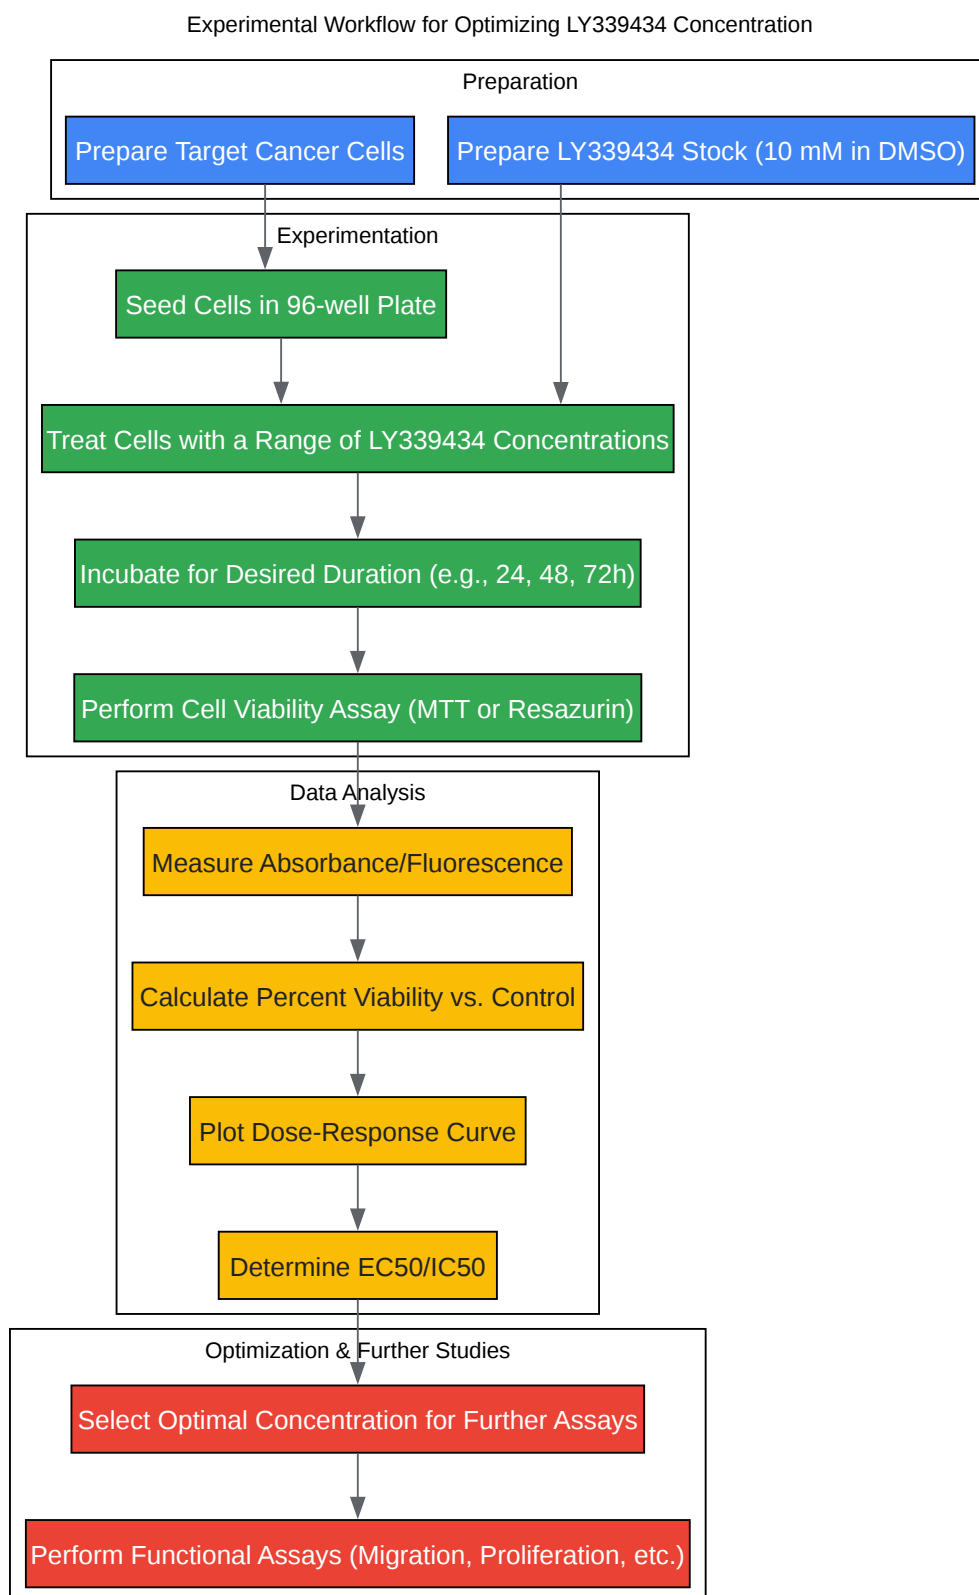 Experimental Workflow for Optimizing LY339434 Concentration
Preparation
Prepare Target Cancer Cells
Prepare LY339434 Stock (10 mM in DMSO)
Experimentation
Seed Cells in 96-well Plate
Treat Cells with a Range of LY339434 Concentrations
Incubate for Desired Duration (e.g., 24, 48, 72h)
Perform Cell Viability Assay (MTT or Resazurin)
Data Analysis
Measure Absorbance/Fluorescence
Calculate Percent Viability vs. Control
Plot Dose-Response Curve
Determine EC50/IC50
Optimization & Further Studies
Select Optimal Concentration for Further Assays
Perform Functional Assays (Migration, Proliferation, etc.)